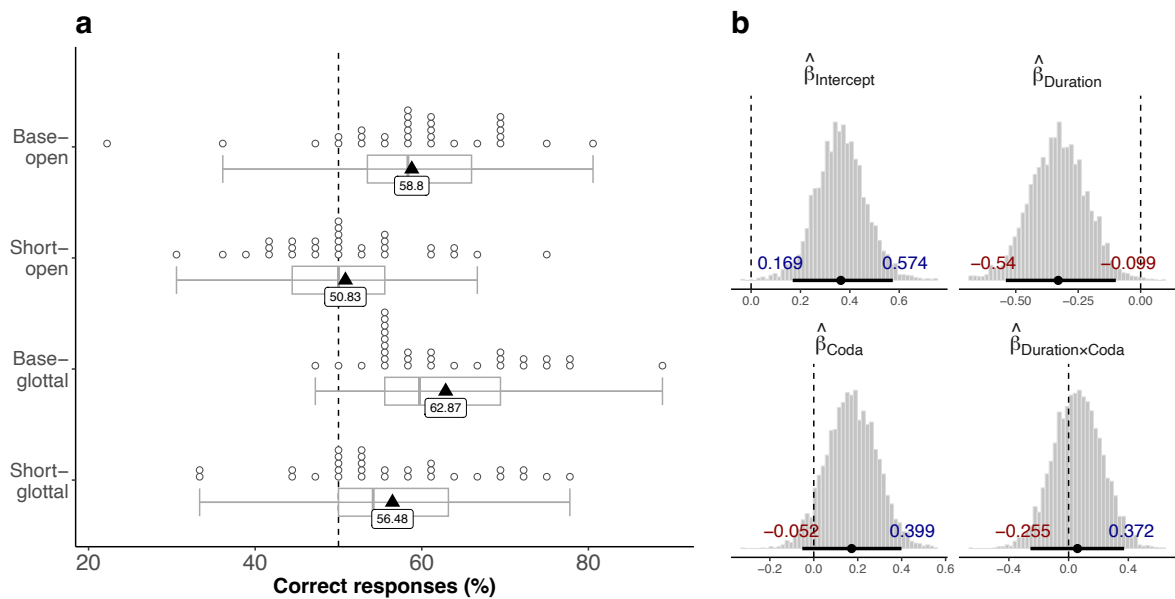 a
Base–
open
58.8
Short–
open
50.83
Base–
glottal
62.87
Short–
glottal
56.48
20 40 60 80
Correct responses (%)
b
β̂Intercept
0.169 0.574
0.0 0.2 0.4 0.6
β̂Duration
−0.54 −0.099
−0.50 −0.25 0.00
β̂Coda
−0.052 0.399
−0.2 0.0 0.2 0.4 0.6
β̂Duration×Coda
−0.255 0.372
−0.4 0.0 0.4